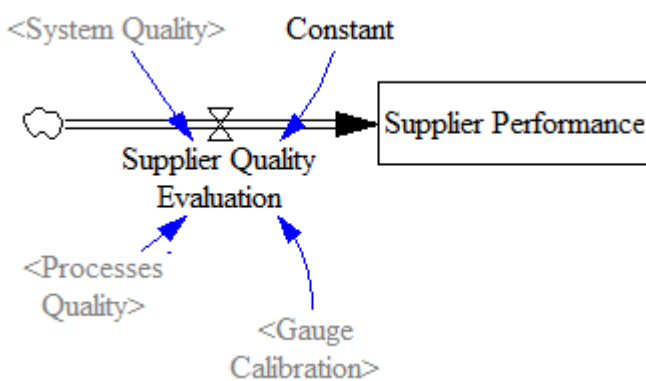 <System Quality>
Constant
Supplier Performance
Supplier Quality
Evaluation
<Processes
Quality>
<Gauge
Calibration>